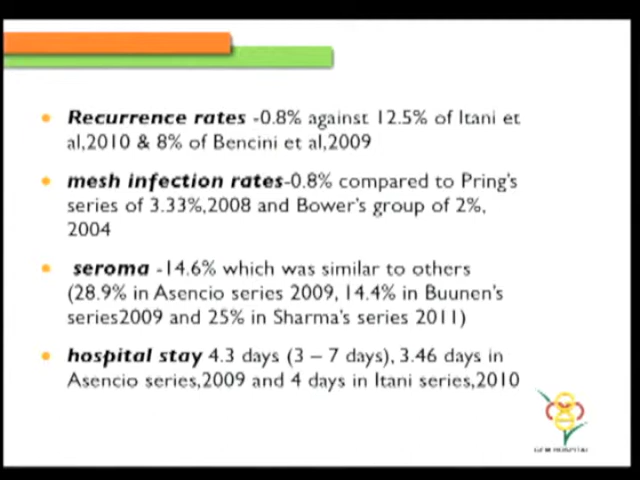 Recurrence rates -0.8% against 12.5% of Itani et
al,2010 & 8% of Bencini et al,2009
mesh infection rates-0.8% compared to Pring's
series of 3.33%,2008 and Bower's group of 2%,
2004
seroma -14.6% which was similar to others
(28.9% in Asencio series 2009, 14.4% in Buunen's
series2009 and 25% in Sharma's series 2011)
hospital stay 4.3 days (3 – 7 days), 3.46 days in
Asencio series,2009 and 4 days in Itani series,2010
GEM HOSPITAL